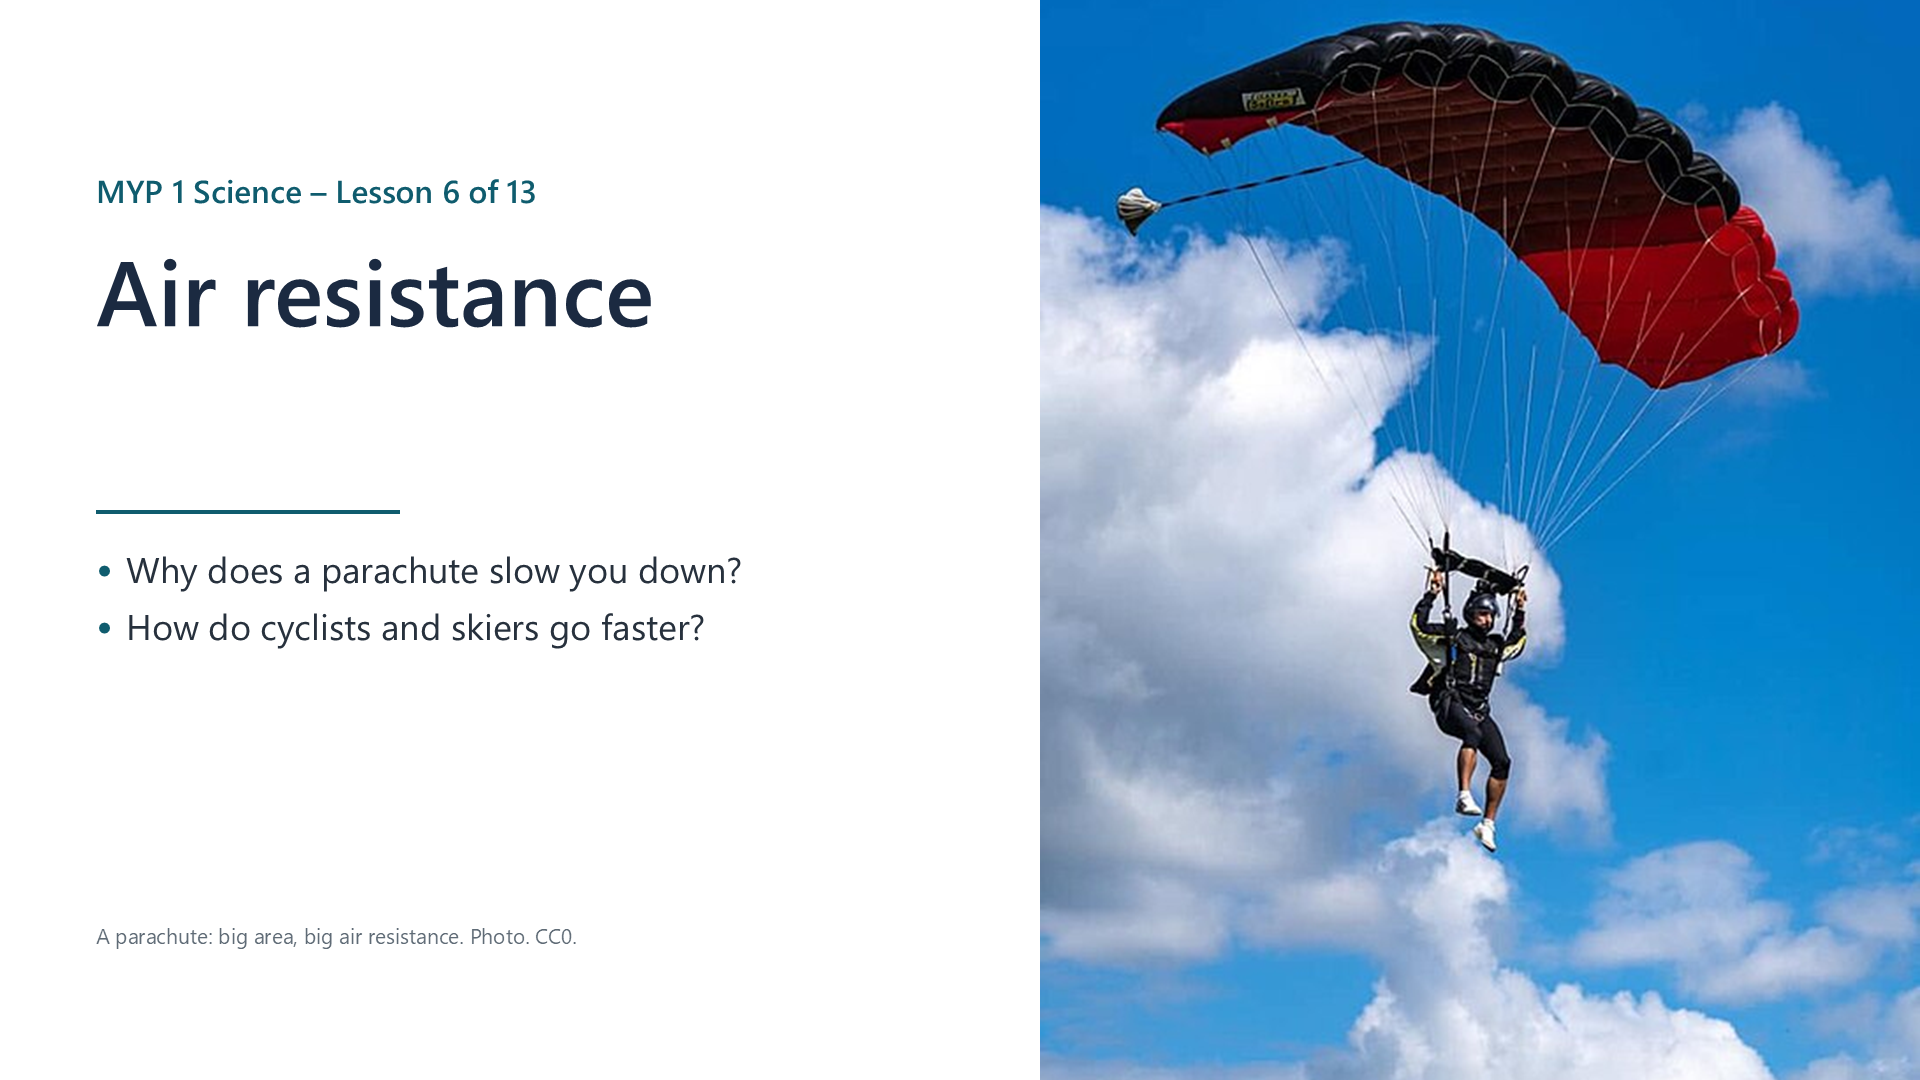 MYP 1 Science – Lesson 6 of 13
Air resistance
• Why does a parachute slow you down?
• How do cyclists and skiers go faster?
A parachute: big area, big air resistance. Photo. CC0.